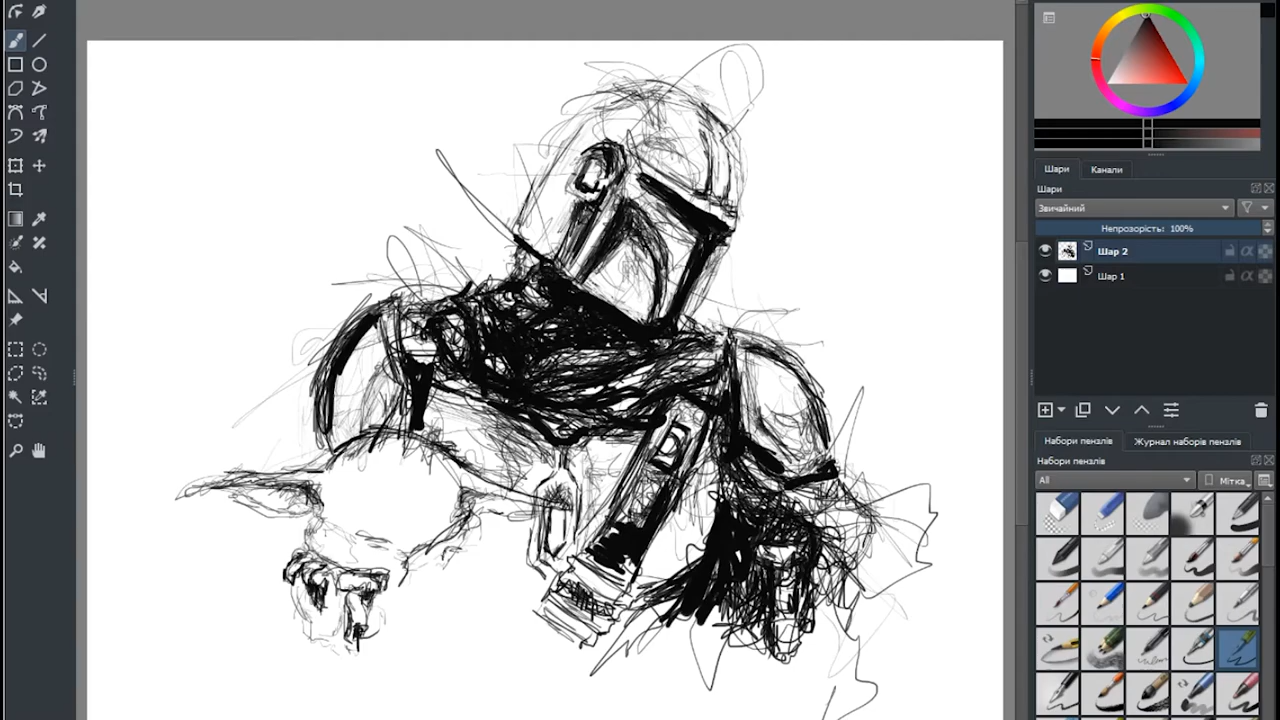 Шари Канали
Шари
Звичайний
Непрозорість: 100%
Шар 2
Шар 1
Набори пензлів Журнал наборів пензлів
Набори пензлів
All Мітка